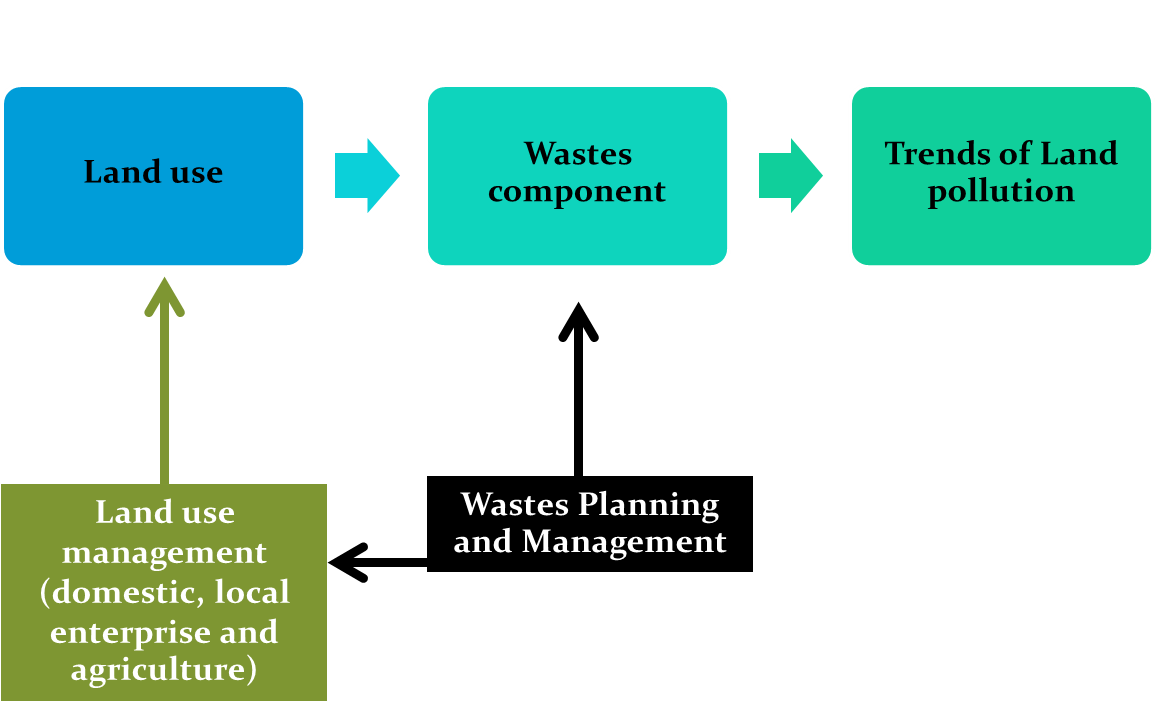 Land use
Wastes
component
Trends of Land
pollution
Land use
management
(domestic, local
enterprise and
agriculture)
Wastes Planning
and Management